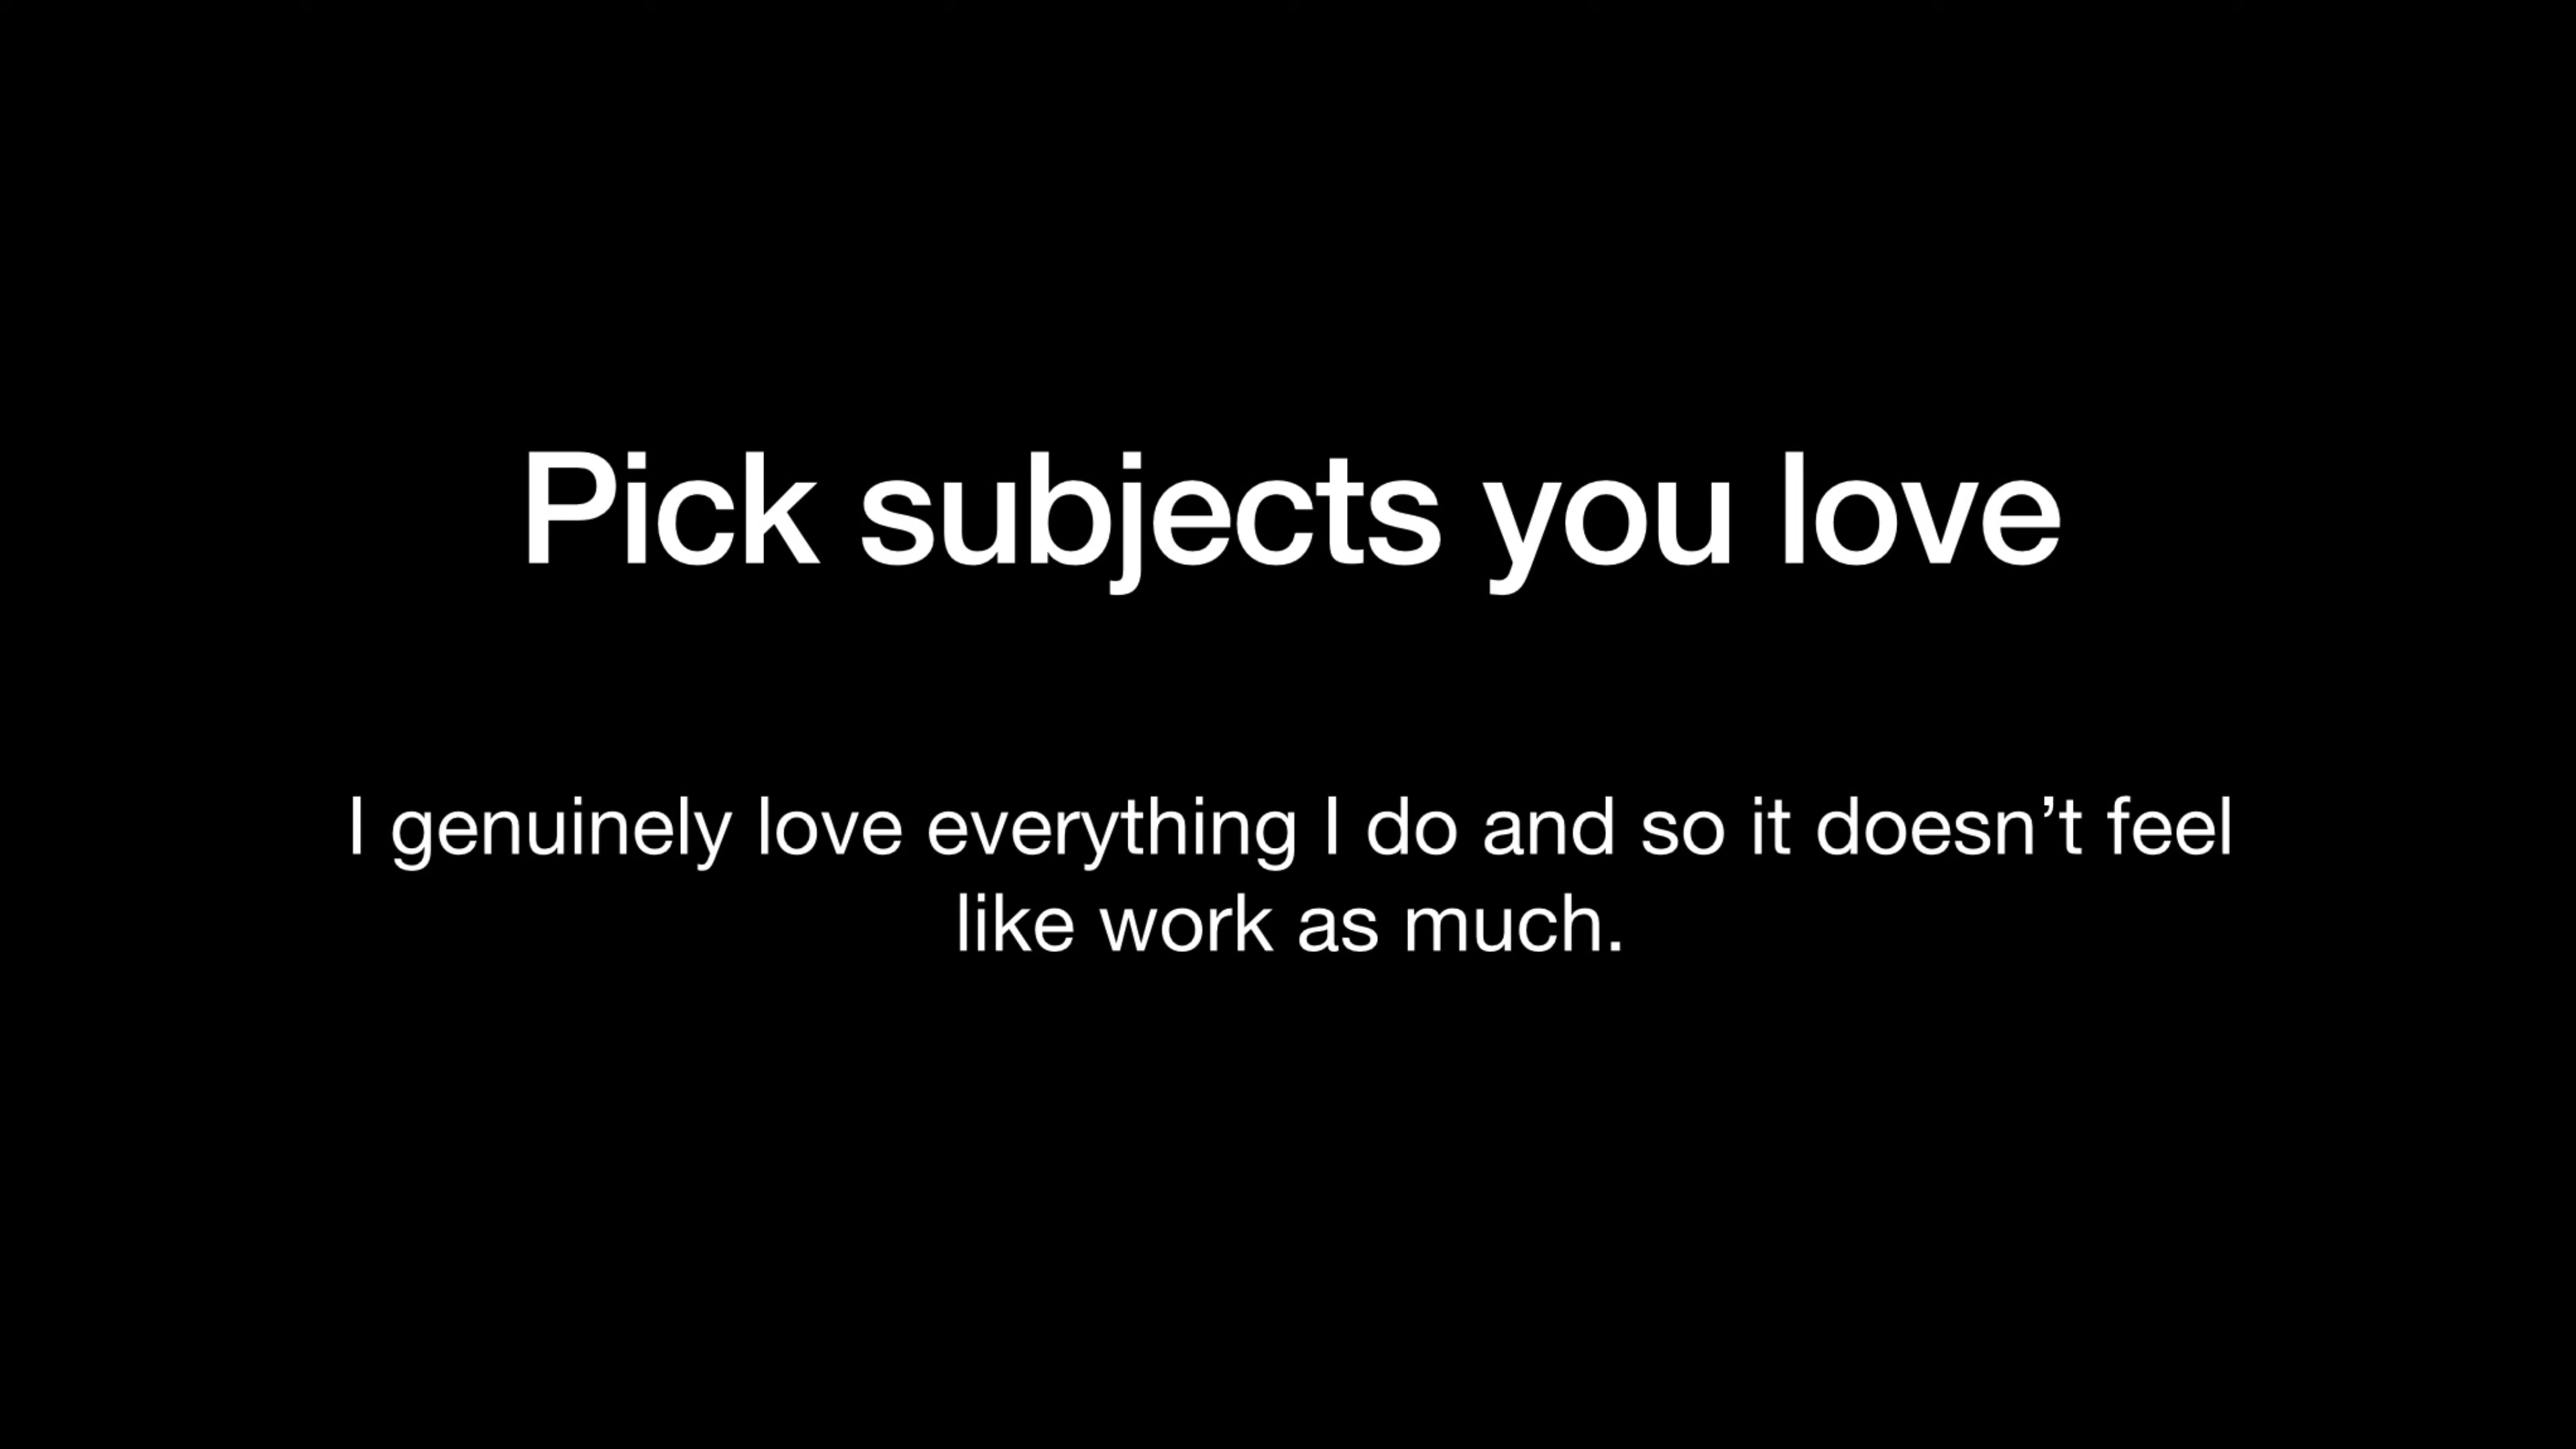 Pick subjects you love
I genuinely love everything I do and so it doesn’t feel
like work as much.